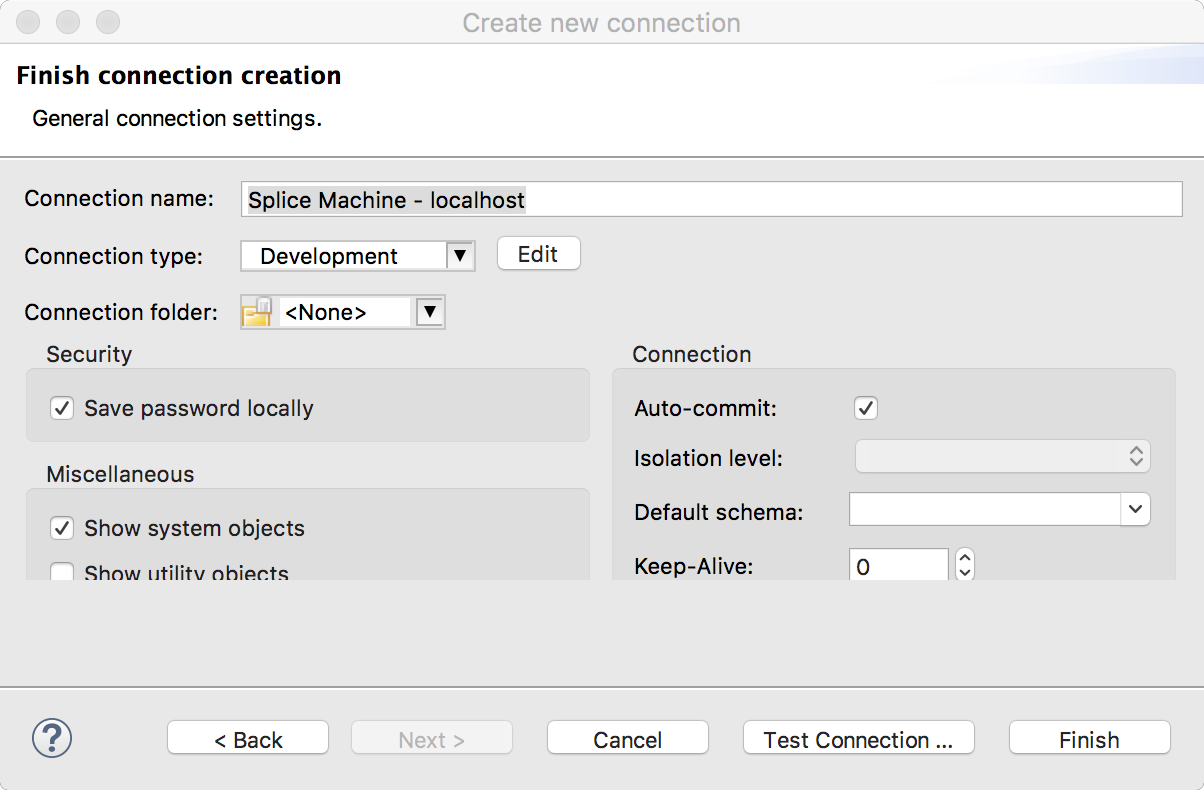 Create new connection
Finish connection creation
General connection settings.
Connection name: Splice Machine - localhost
Connection type: Development ▼ Edit
Connection folder: <None> ▼
Security
Save password locally
Miscellaneous
Show system objects
Show utility objects
Connection
Auto-commit:
Isolation level:
Default schema:
Keep-Alive: 0
? < Back Next > Cancel Test Connection ... Finish